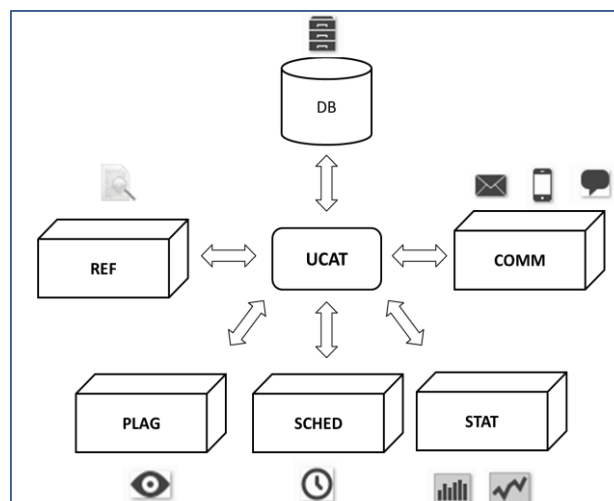 DB
REF
UCAT
COMM
PLAG
SCHED
STAT